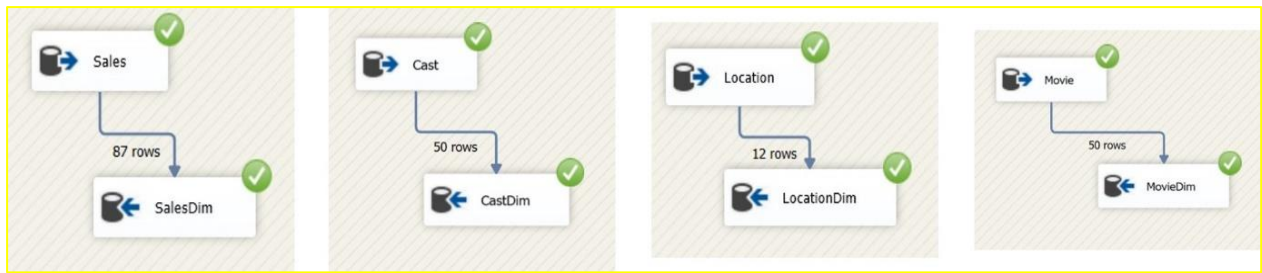 Sales
87 rows
SalesDim
Cast
50 rows
CastDim
Location
12 rows
LocationDim
Movie
50 rows
MovieDim